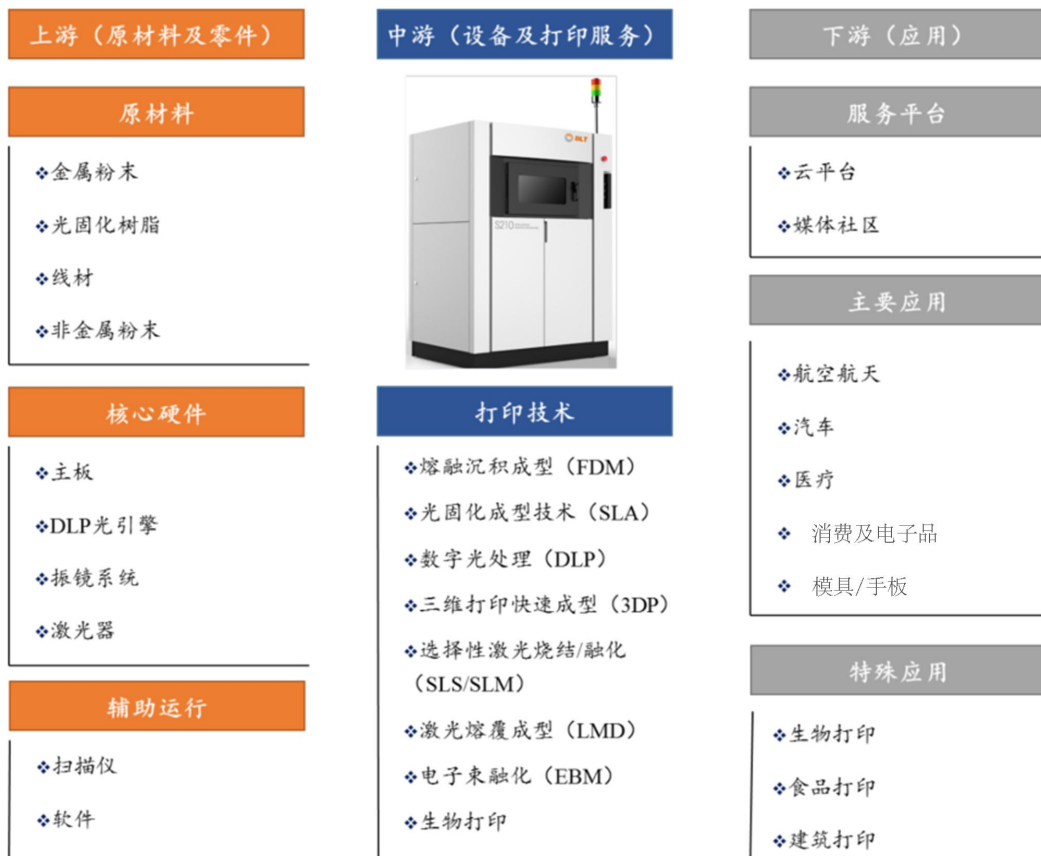 上游（原材料及零件）
原材料
❖金属粉末
❖光固化树脂
❖线材
❖非金属粉末
核心硬件
❖主板
❖DLP光引擎
❖振镜系统
❖激光器
辅助运行
❖扫描仪
❖软件
中游（设备及打印服务）
BLT
S210
打印技术
❖熔融沉积成型（FDM）
❖光固化成型技术（SLA）
❖数字光处理（DLP）
❖三维打印快速成型（3DP）
❖选择性激光烧结/融化
（SLS/SLM）
❖激光熔覆成型（LMD）
❖电子束融化（EBM）
❖生物打印
下游（应用）
服务平台
❖云平台
❖媒体社区
主要应用
❖航空航天
❖汽车
❖医疗
❖ 消费及电子品
❖ 模具/手板
特殊应用
❖生物打印
❖食品打印
❖建筑打印